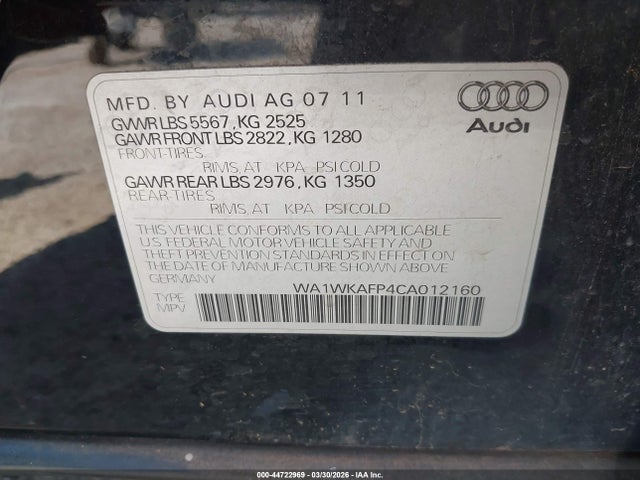 MFD. BY AUDI AG 07 11
GVWR LBS 5567, KG 2525
GAWR FRONT LBS 2822, KG 1280
FRONT-TIRES
RIMS, AT KPA PSI COLD
GAWR REAR LBS 2976, KG 1350
REAR-TIRES
RIMS, AT KPA PSI COLD
Audi
THIS VEHICLE CONFORMS TO ALL APPLICABLE
U.S. FEDERAL MOTOR VEHICLE SAFETY AND
THEFT PREVENTION STANDARDS IN EFFECT ON
THE DATE OF MANUFACTURE SHOWN ABOVE
GERMANY
WA1WKAFP4CA012160
TYPE
MPV
000-44722969 - 03/30/2026 - IAA Inc.